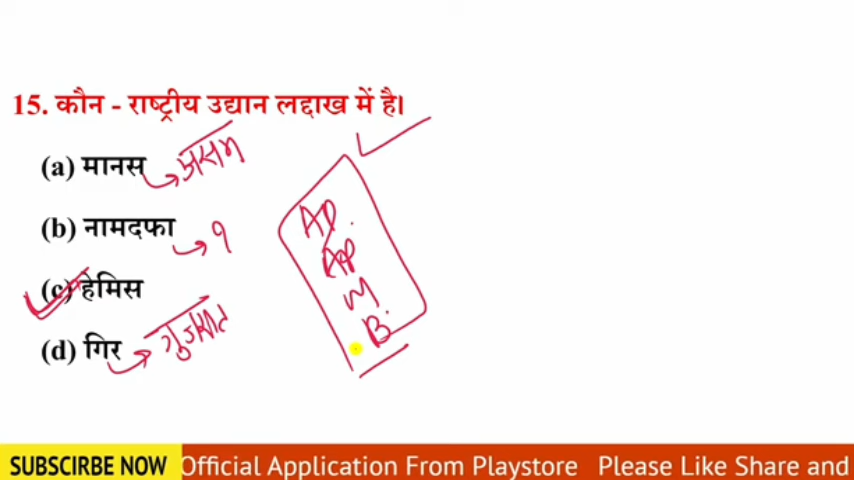 15. कौन - राष्ट्रीय उद्यान लद्दाख में है।
(a) मानस असम
(b) नामदफा ?
(c) हेमिस
(d) गिर गुजरात
AP
M
B.
SUBSCIRBE NOW Official Application From Playstore Please Like Share and